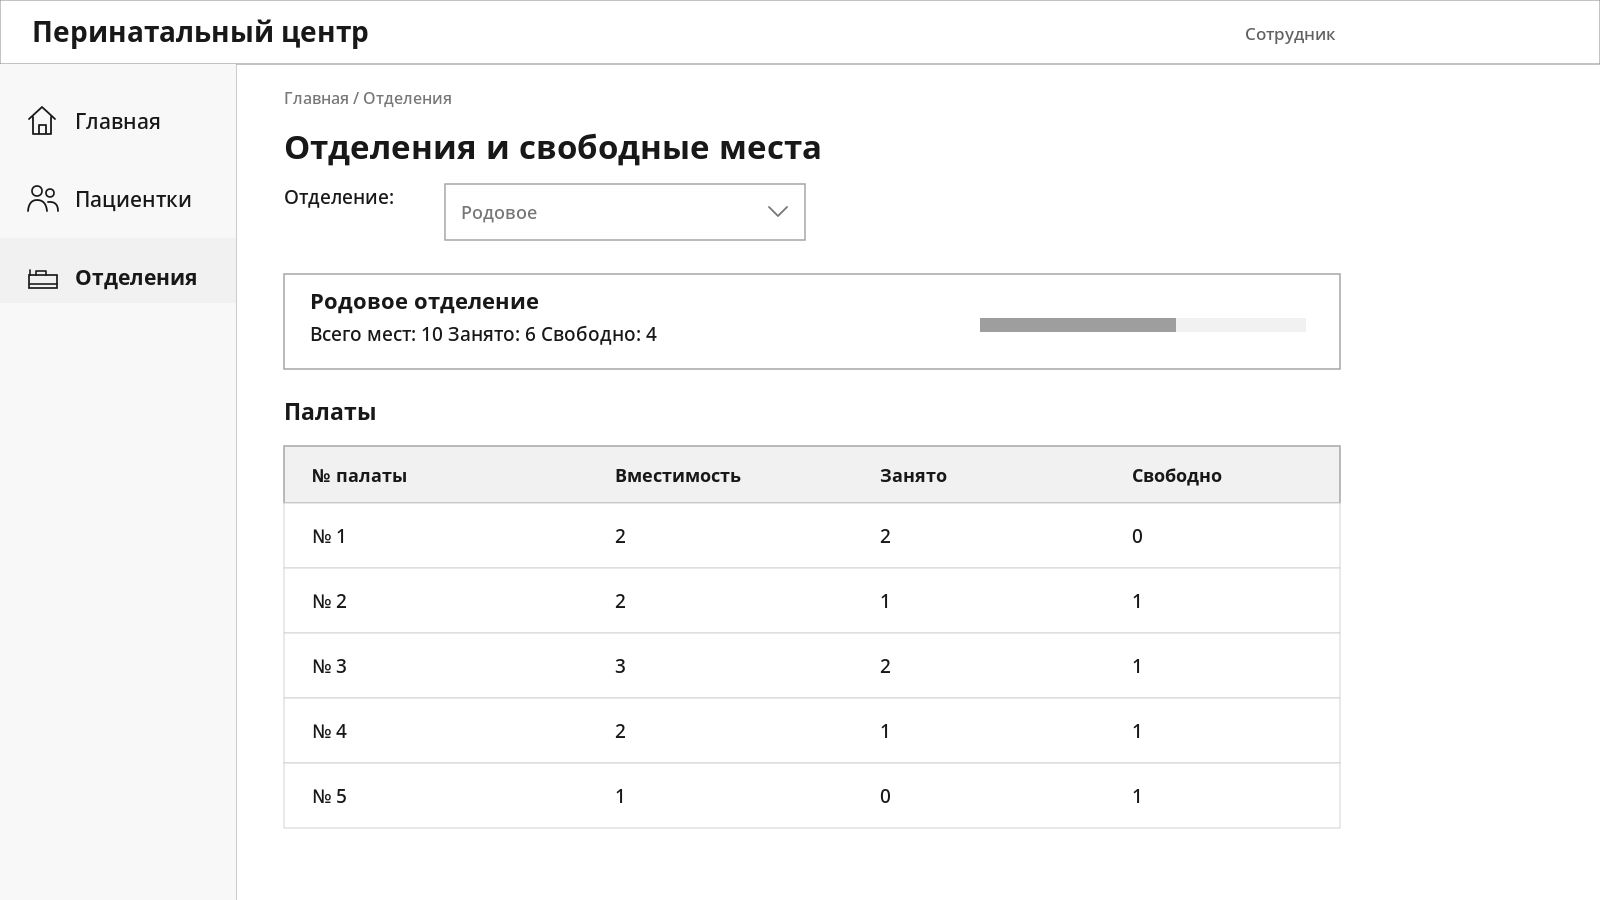 Перинатальный центр
Сотрудник
Главная
Пациентки
Отделения
Главная / Отделения
Отделения и свободные места
Отделение:
Родовое
Родовое отделение
Всего мест: 10 Занято: 6 Свободно: 4
Палаты
№ палаты Вместимость Занято Свободно
№ 1 2 2 0
№ 2 2 1 1
№ 3 3 2 1
№ 4 2 1 1
№ 5 1 0 1